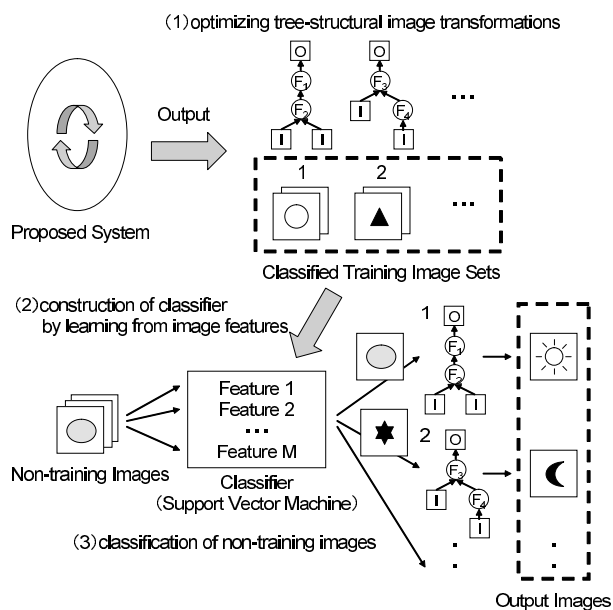 (1)optimizing tree-structural image transformations
O
F1
F2
I I
O
F3
I F4
I
...
Output
Proposed System
1 2
...
Classified Training Image Sets
(2)construction of classifier
by learning from image features
Feature 1
Feature 2
...
Feature M
Classifier
(Support Vector Machine)
Non-training Images
1
O
F1
F2
I I
2
O
F3
I F4
I
(3)classification of non-training images
Output Images